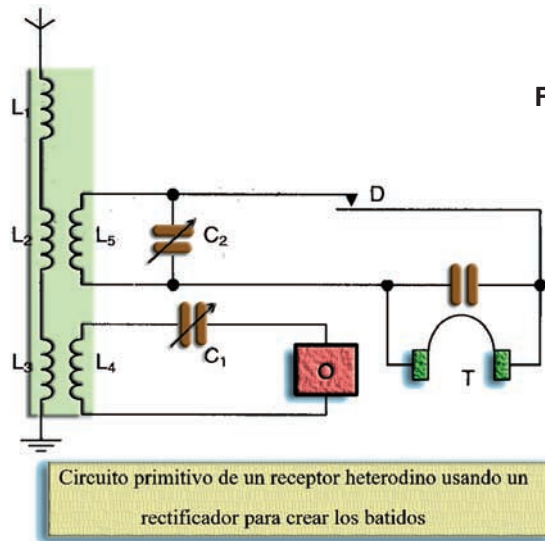 L₁
F
D
L₂
L₅
C₂
L₃
L₄
C₁
O
T
Circuito primitivo de un receptor heterodino usando un
rectificador para crear los batidos